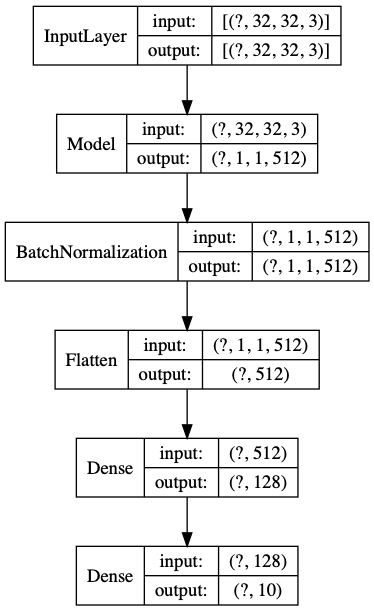 InputLayer
input: [(?, 32, 32, 3)]
output: [(?, 32, 32, 3)]
Model
input: (?, 32, 32, 3)
output: (?, 1, 1, 512)
BatchNormalization
input: (?, 1, 1, 512)
output: (?, 1, 1, 512)
Flatten
input: (?, 1, 1, 512)
output: (?, 512)
Dense
input: (?, 512)
output: (?, 128)
Dense
input: (?, 128)
output: (?, 10)